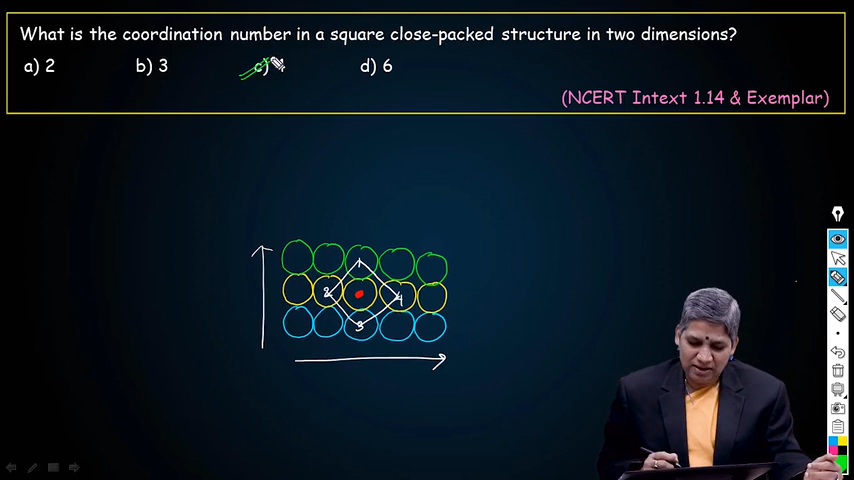 What is the coordination number in a square close-packed structure in two dimensions?
a) 2 b) 3 c) 4 d) 6
(NCERT Intext 1.14 & Exemplar)
1
2 4
3